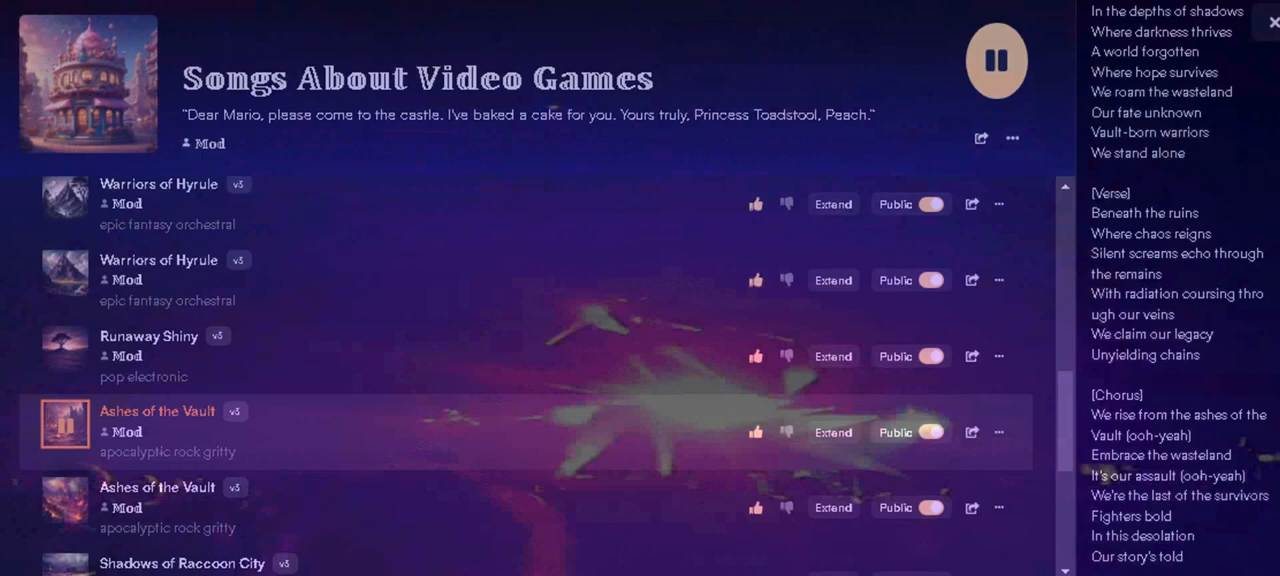 Songs About Video Games
"Dear Mario, please come to the castle. I've baked a cake for you. Yours truly, Princess Toadstool, Peach."
Mod
Warriors of Hyrule v3
Mod
Extend Public
epic fantasy orchestral
Warriors of Hyrule v3
Mod
Extend Public
epic fantasy orchestral
Runaway Shiny v3
Mod
Extend Public
pop electronic
Ashes of the Vault v3
Mod
Extend Public
apocalyptic rock gritty
Ashes of the Vault v3
Mod
Extend Public
apocalyptic rock gritty
Shadows of Raccoon City v3
In the depths of shadows
Where darkness thrives
A world forgotten
Where hope survives
We roam the wasteland
Our fate unknown
Vault-born warriors
We stand alone
[Verse]
Beneath the ruins
Where chaos reigns
Silent screams echo through
the remains
With radiation coursing thro
ugh our veins
We claim our legacy
Unyielding chains
[Chorus]
We rise from the ashes of the
Vault (ooh-yeah)
Embrace the wasteland
It's our assault (ooh-yeah)
We're the last of the survivors
Fighters bold
In this desolation
Our story's told